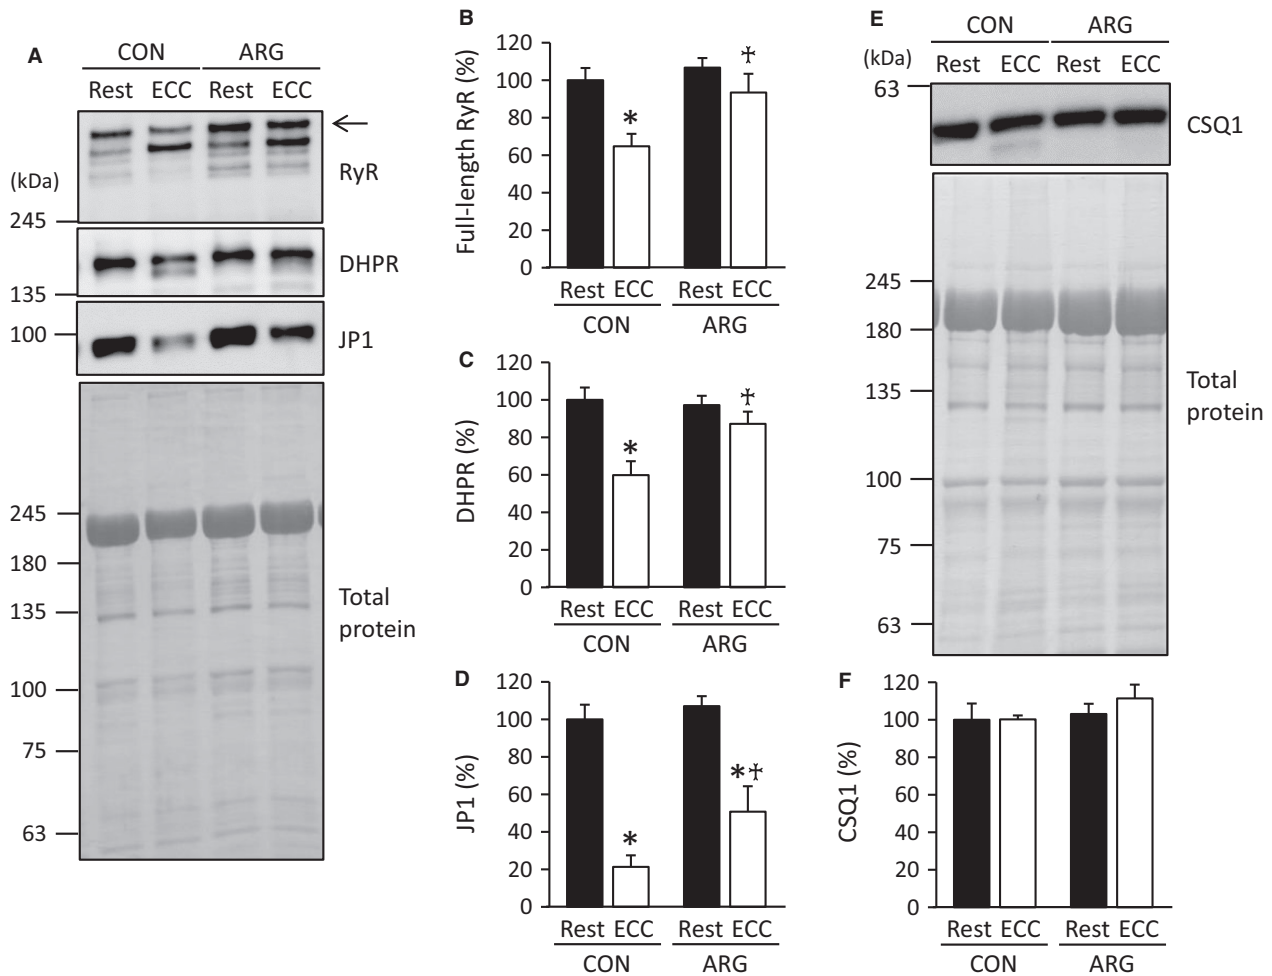 A
CON ARG
Rest ECC Rest ECC
RyR
(kDa)
245
DHPR
135
100
JP1
245
180
135
Total
protein
100
75
63
B
Full-length RyR (%)
120
100
80
60
40
20
0
*
†
Rest ECC Rest ECC
CON ARG
C
DHPR (%)
120
100
80
60
40
20
0
*
†
Rest ECC Rest ECC
CON ARG
D
JP1 (%)
120
100
80
60
40
20
0
*
*†
Rest ECC Rest ECC
CON ARG
E
CON ARG
(kDa) Rest ECC Rest ECC
63
CSQ1
245
180
135
Total
protein
100
75
63
F
CSQ1 (%)
120
100
80
60
40
20
0
Rest ECC Rest ECC
CON ARG